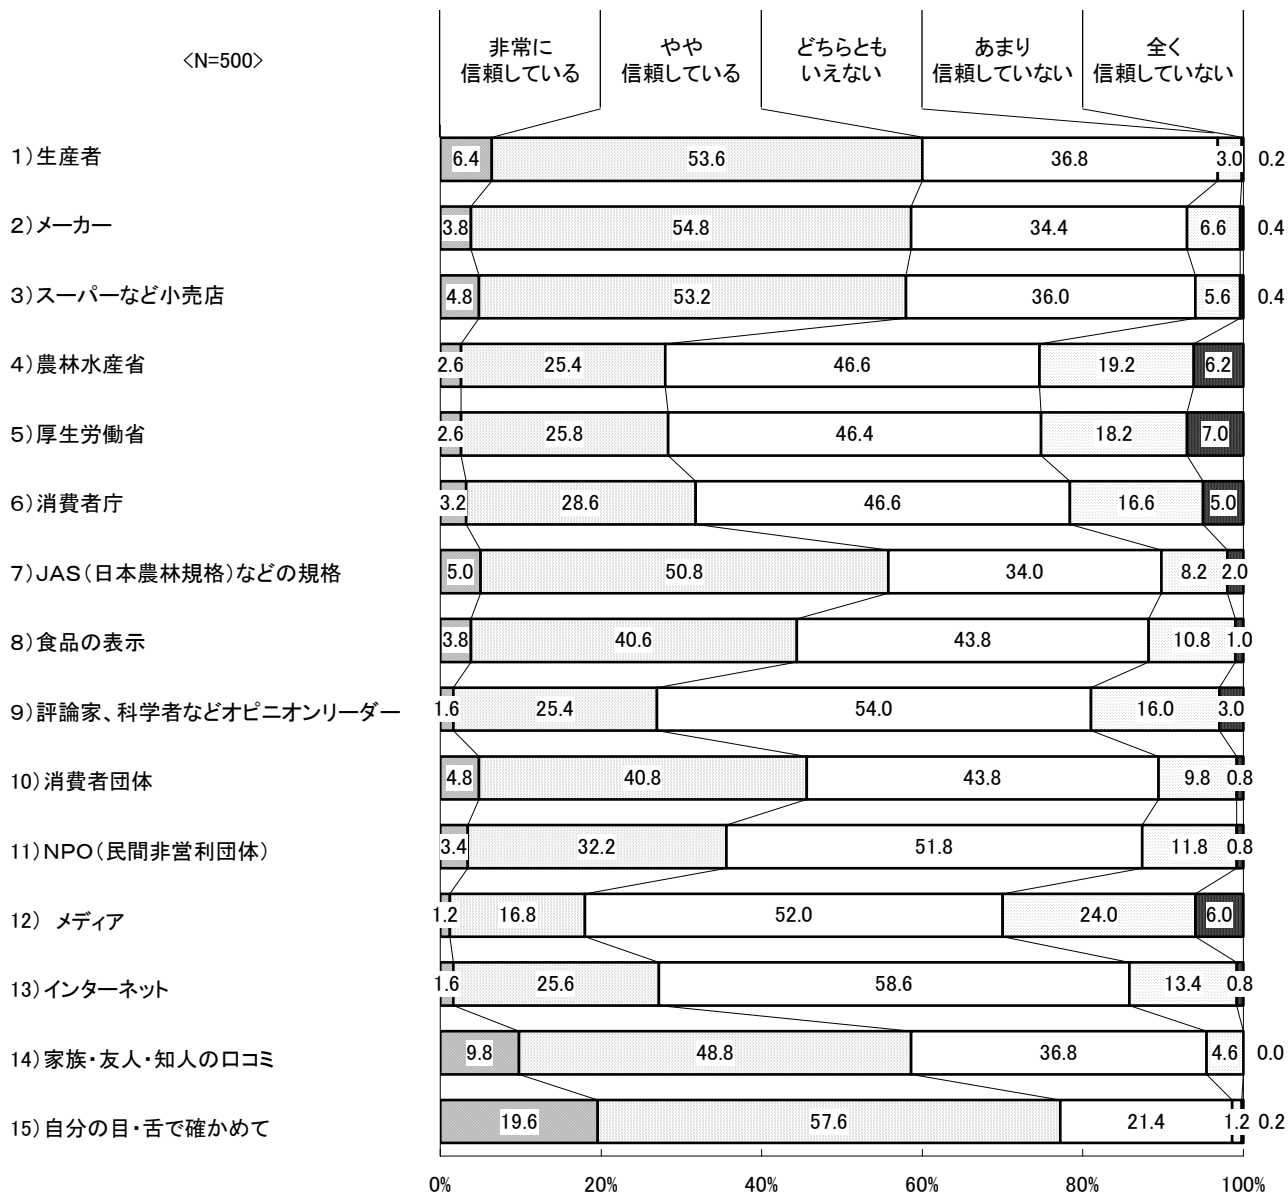 <N=500>
非常に
信頼している
やや
信頼している
どちらとも
いえない
あまり
信頼していない
全く
信頼していない
1)生産者 6.4 53.6 36.8 3.0 0.2
2)メーカー 3.8 54.8 34.4 6.6 0.4
3)スーパーなど小売店 4.8 53.2 36.0 5.6 0.4
4)農林水産省 2.6 25.4 46.6 19.2 6.2
5)厚生労働省 2.6 25.8 46.4 18.2 7.0
6)消費者庁 3.2 28.6 46.6 16.6 5.0
7)JAS(日本農林規格)などの規格 5.0 50.8 34.0 8.2 2.0
8)食品の表示 3.8 40.6 43.8 10.8 1.0
9)評論家、科学者などオピニオンリーダー 1.6 25.4 54.0 16.0 3.0
10)消費者団体 4.8 40.8 43.8 9.8 0.8
11)NPO(民間非営利団体) 3.4 32.2 51.8 11.8 0.8
12) メディア 1.2 16.8 52.0 24.0 6.0
13)インターネット 1.6 25.6 58.6 13.4 0.8
14)家族・友人・知人の口コミ 9.8 48.8 36.8 4.6 0.0
15)自分の目・舌で確かめて 19.6 57.6 21.4 1.2 0.2
0% 20% 40% 60% 80% 100%